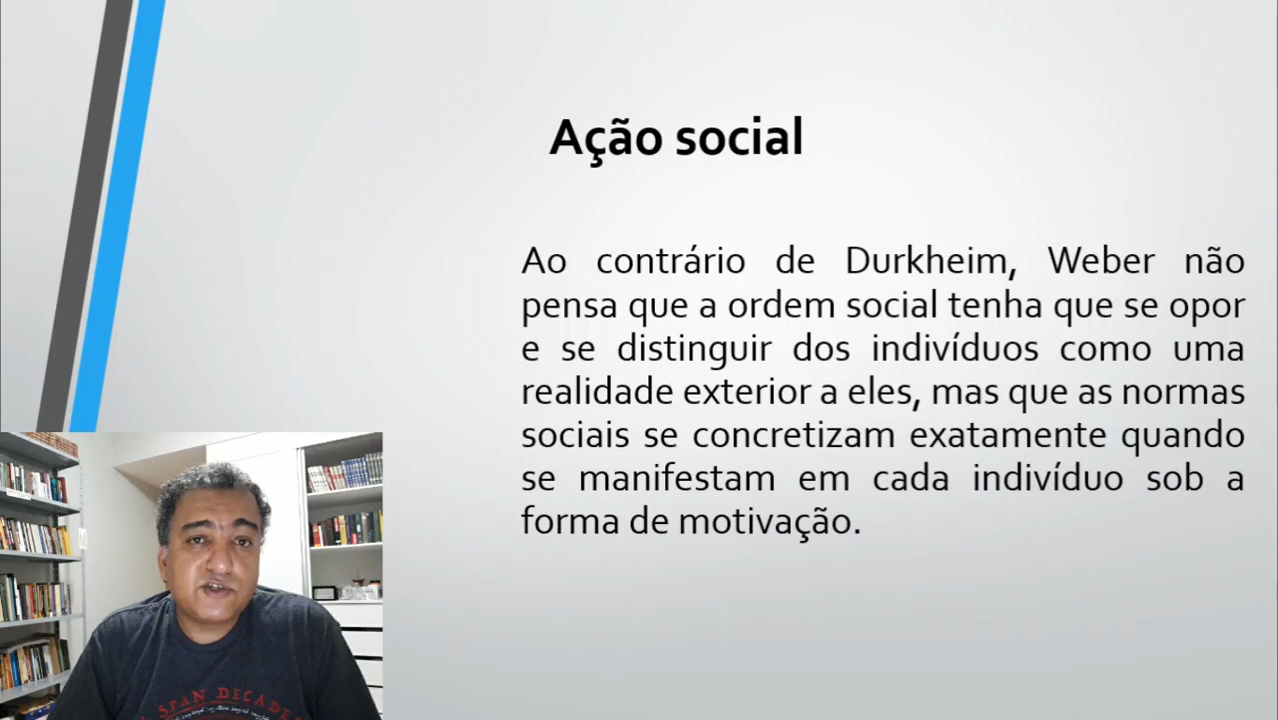 Ação social
Ao contrário de Durkheim, Weber não
pensa que a ordem social tenha que se opor
e se distinguir dos indivíduos como uma
realidade exterior a eles, mas que as normas
sociais se concretizam exatamente quando
se manifestam em cada indivíduo sob a
forma de motivação.
SPAN DECADES